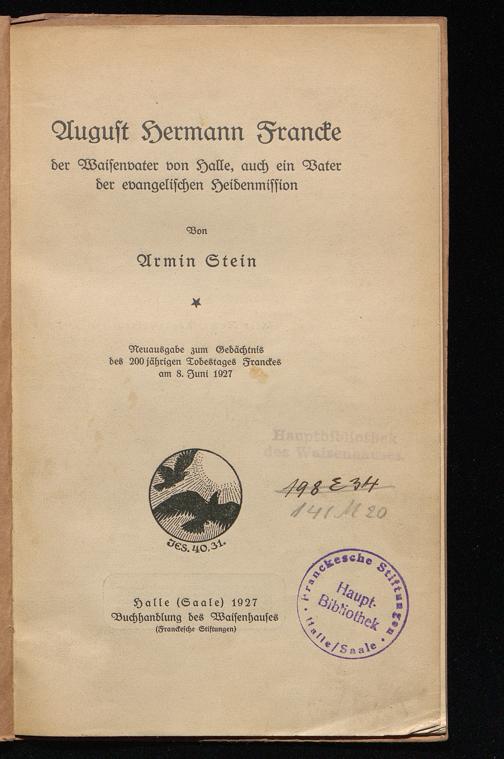 August Hermann Francke
der Waisenvater von Halle, auch ein Vater
der evangelischen Heidenmission
Von
Armin Stein
Neuausgabe zum Gedächtnis
des 200 jährigen Todestages Franckes
am 8. Juni 1927
Hauptbibliothek
des Waisenhauses.
198 E 34
141 M 20
JES. 40. 31.
Franckesche Stiftungen
Haupt-
Bibliothek
Halle/Saale
Halle (Saale) 1927
Buchhandlung des Waisenhauses
(Franckesche Stiftungen)